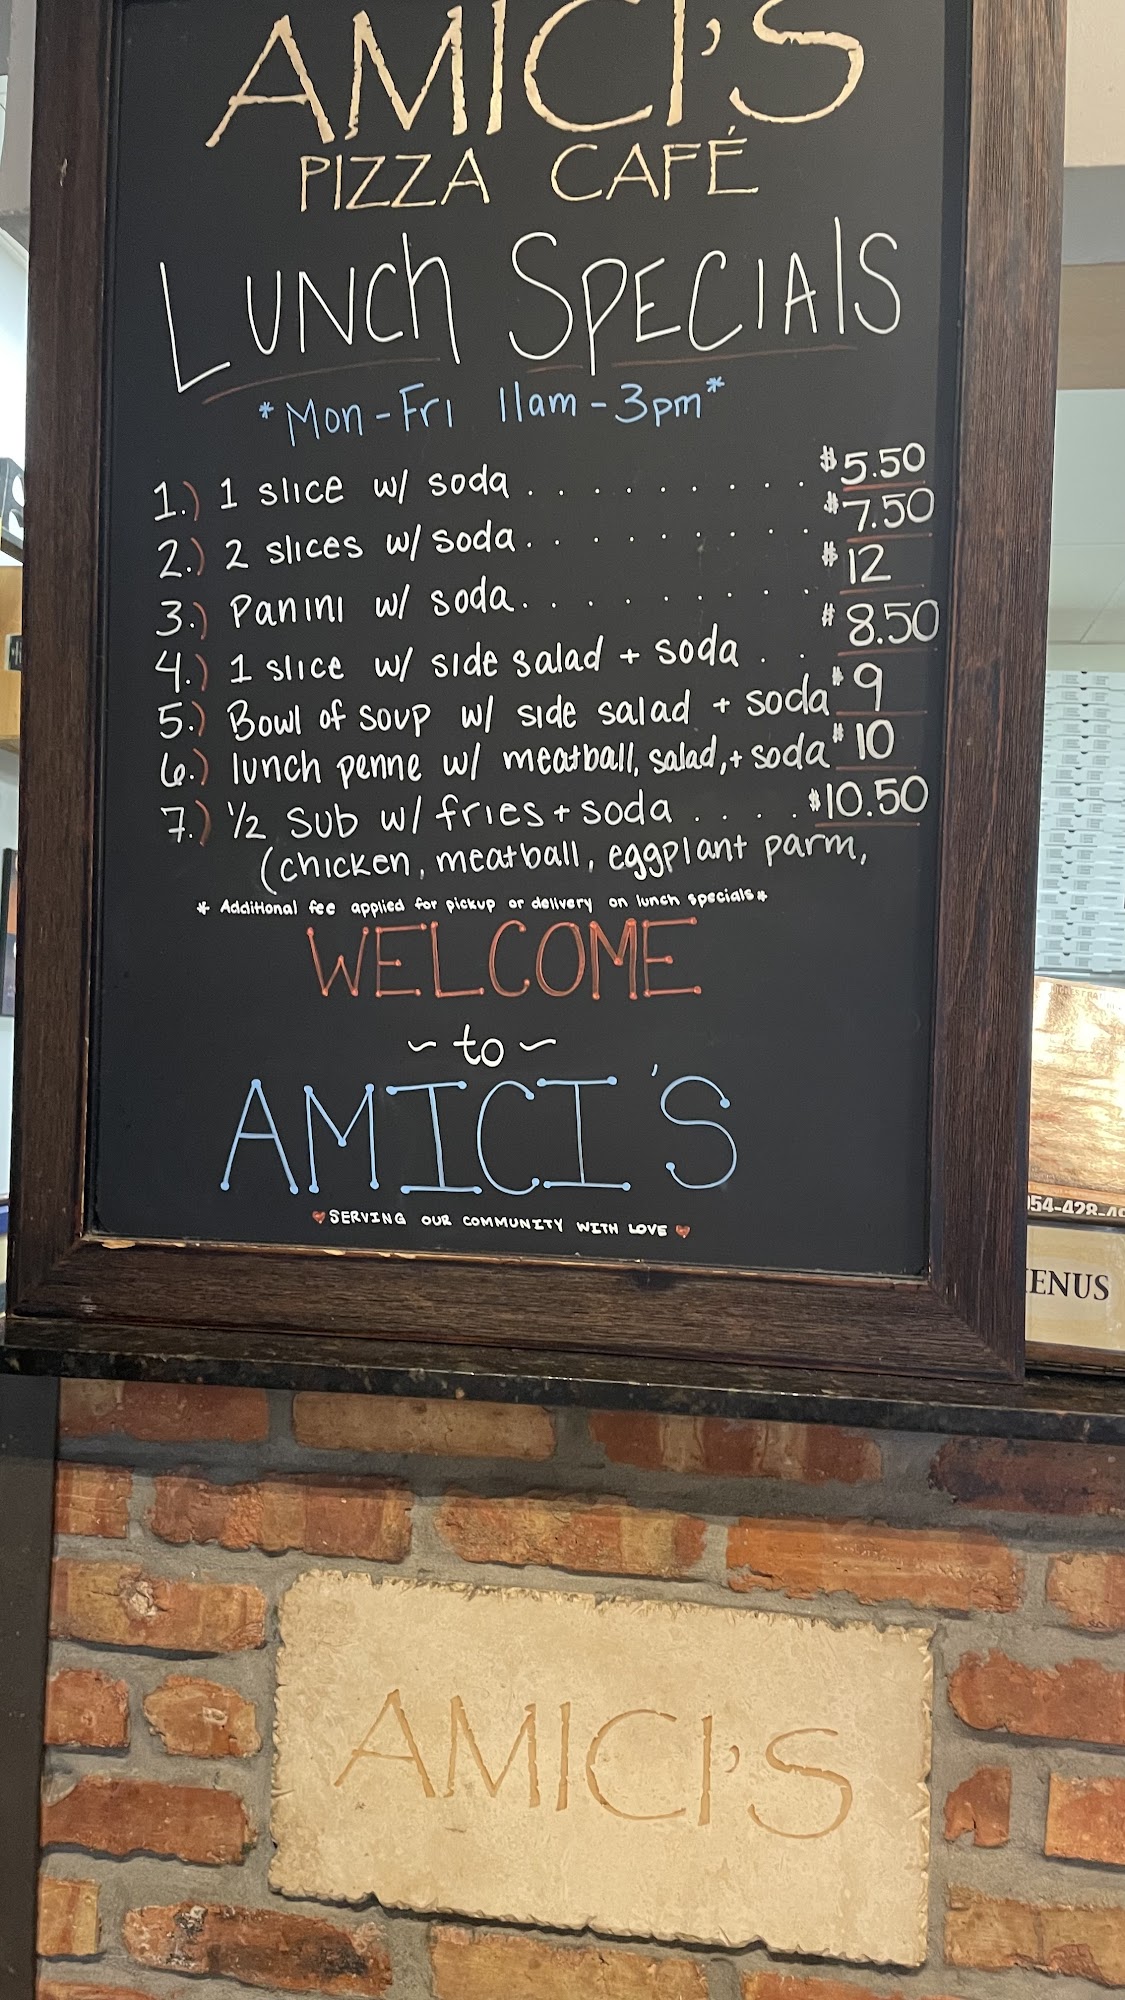 AMICI'S
PIZZA CAFÉ
LUNCH SPECIALS
*Mon-Fri 11am-3pm*
1.) 1 slice w/ soda.......... $5.50
2.) 2 slices w/ soda......... $7.50
3.) Panini w/ soda......... $12
4.) 1 slice w/ side salad + soda .. $8.50
5.) Bowl of soup w/ side salad + soda $9
6.) lunch penne w/ meatball, salad, + soda $10
7.) ½ sub w/ fries + soda .... $10.50
(chicken, meatball, eggplant parm,
* Additional fee applied for pickup or delivery on lunch specials*
WELCOME
~ to ~
AMICI'S
♥SERVING OUR COMMUNITY WITH LOVE♥
ENUS
AMICI'S